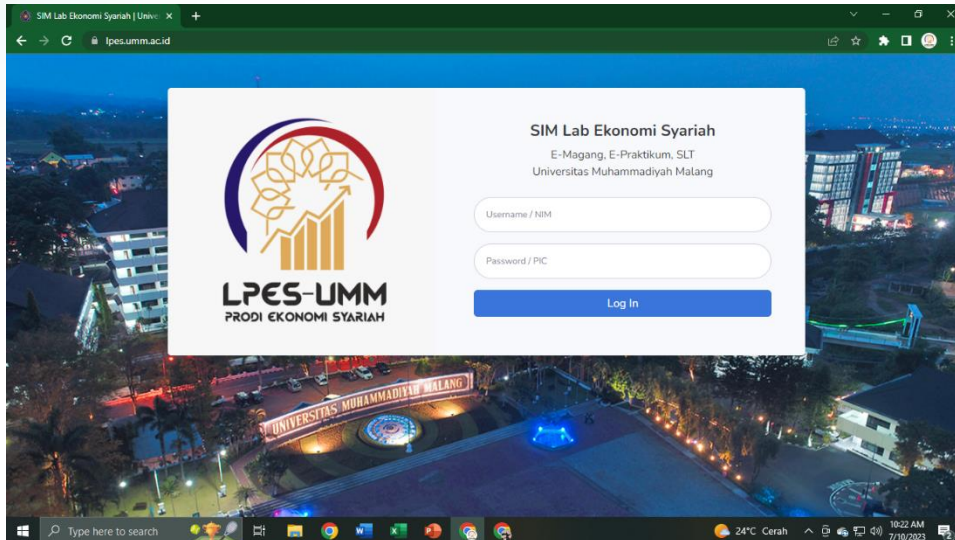 SIM Lab Ekonomi Syariah | Unive
lpes.umm.ac.id
SIM Lab Ekonomi Syariah
E-Magang, E-Praktikum, SLT
Universitas Muhammadiyah Malang
Username / NIM
Password / PIC
Log In
LPES-UMM
PRODI EKONOMI SYARIAH
UNIVERSITAS MUHAMMADIYAH MALANG
Type here to search
24°C Cerah
10:22 AM
7/10/2023